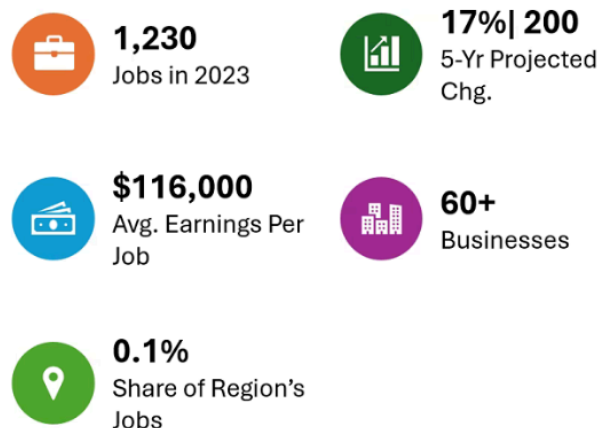 1,230
Jobs in 2023
17%| 200
5-Yr Projected
Chg.
$116,000
Avg. Earnings Per
Job
60+
Businesses
0.1%
Share of Region's
Jobs